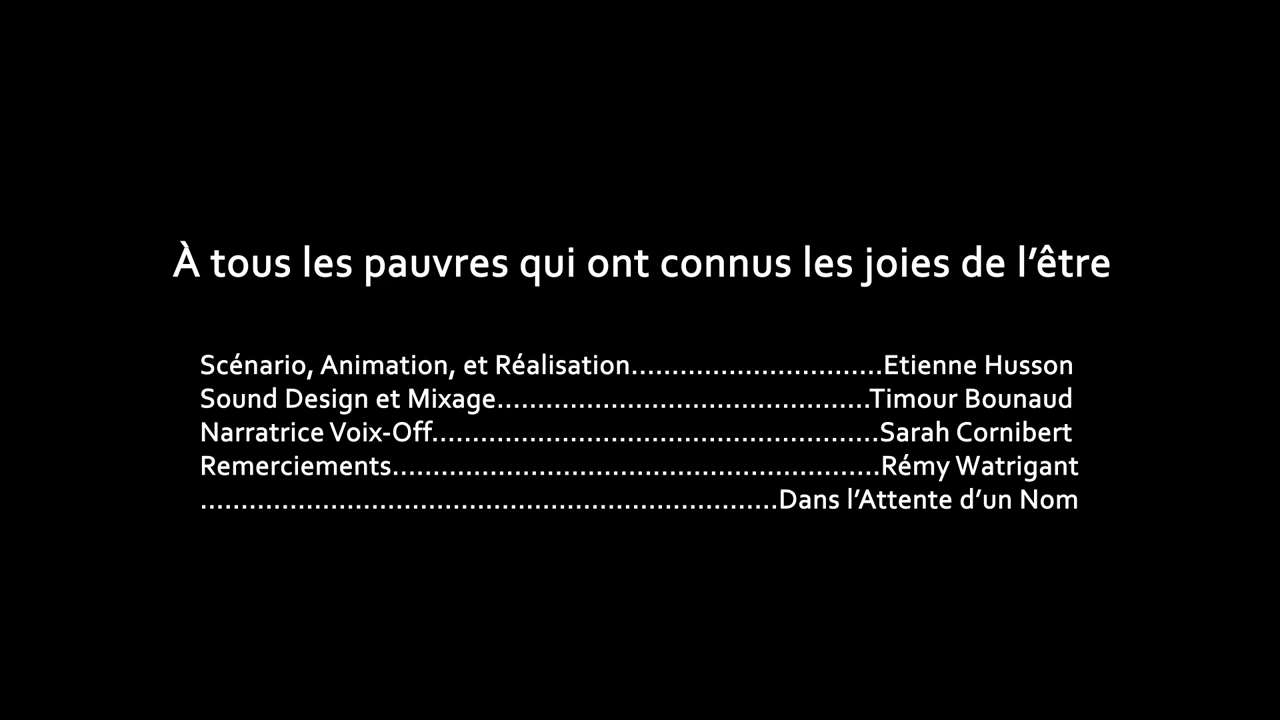 À tous les pauvres qui ont connus les joies de l’être
Scénario, Animation, et Réalisation...............................Etienne Husson
Sound Design et Mixage..............................................Timour Bounaud
Narratrice Voix-Off.......................................................Sarah Cornibert
Remerciements............................................................Rémy Watrigant
.......................................................................Dans l’Attente d’un Nom